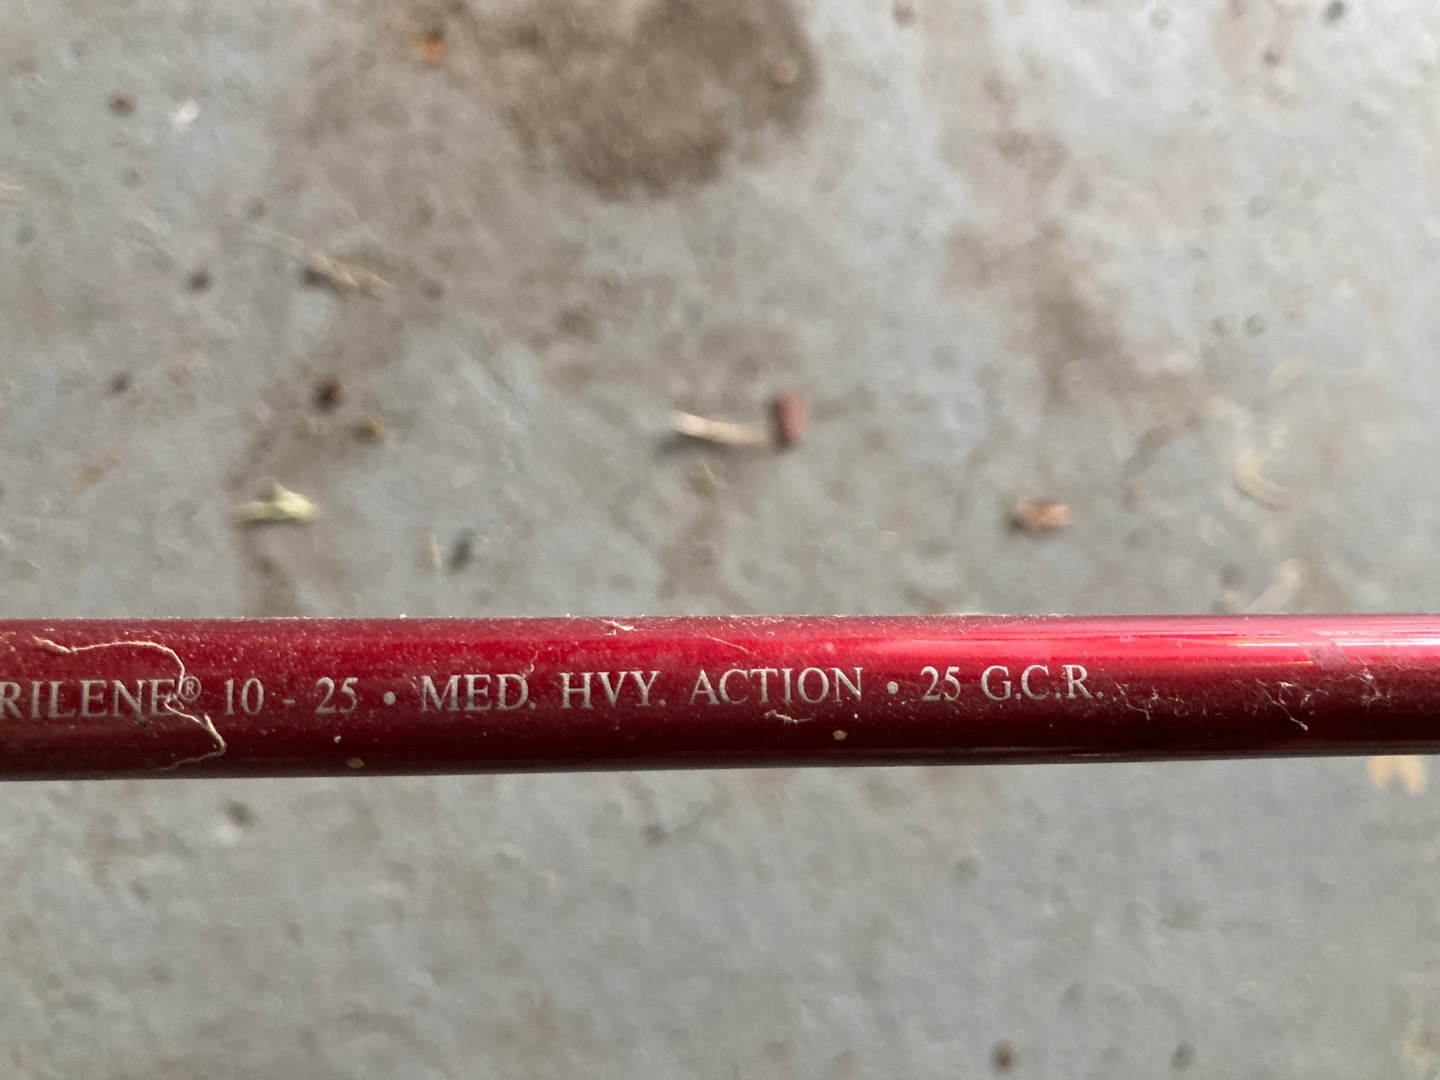 RILENE® 10 - 25 • MED. HVY. ACTION • 25 G.C.R.